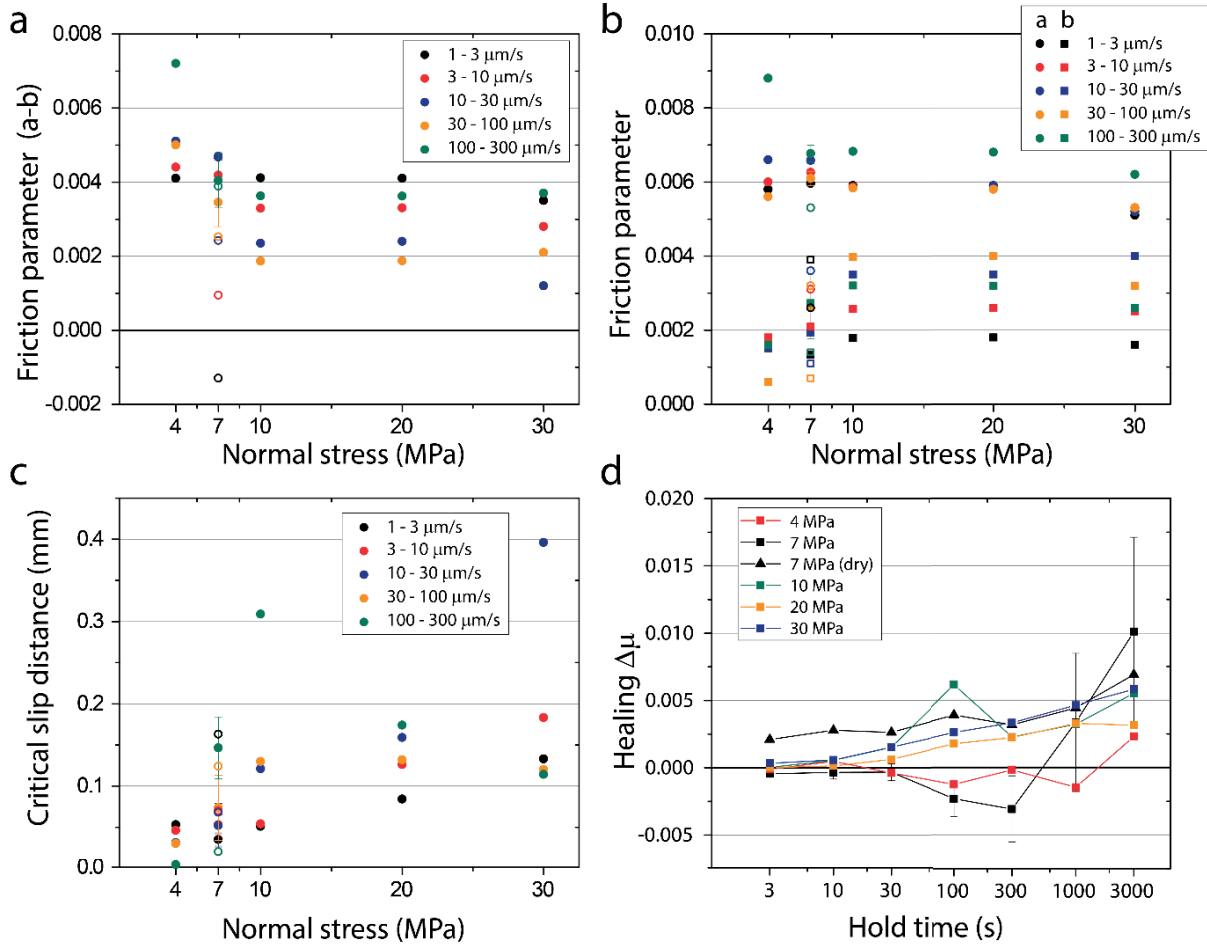 a
Friction parameter (a-b)
0.008
0.006
0.004
0.002
0.000
-0.002
1 - 3 μm/s
3 - 10 μm/s
10 - 30 μm/s
30 - 100 μm/s
100 - 300 μm/s
4 7 10 20 30
Normal stress (MPa)
b
Friction parameter
0.010
0.008
0.006
0.004
0.002
0.000
a b
1 - 3 μm/s
3 - 10 μm/s
10 - 30 μm/s
30 - 100 μm/s
100 - 300 μm/s
4 7 10 20 30
Normal stress (MPa)
c
Critical slip distance (mm)
0.4
0.3
0.2
0.1
0.0
1 - 3 μm/s
3 - 10 μm/s
10 - 30 μm/s
30 - 100 μm/s
100 - 300 μm/s
4 7 10 20 30
Normal stress (MPa)
d
Healing Δμ
0.020
0.015
0.010
0.005
0.000
-0.005
4 MPa
7 MPa
7 MPa (dry)
10 MPa
20 MPa
30 MPa
3 10 30 100 300 1000 3000
Hold time (s)